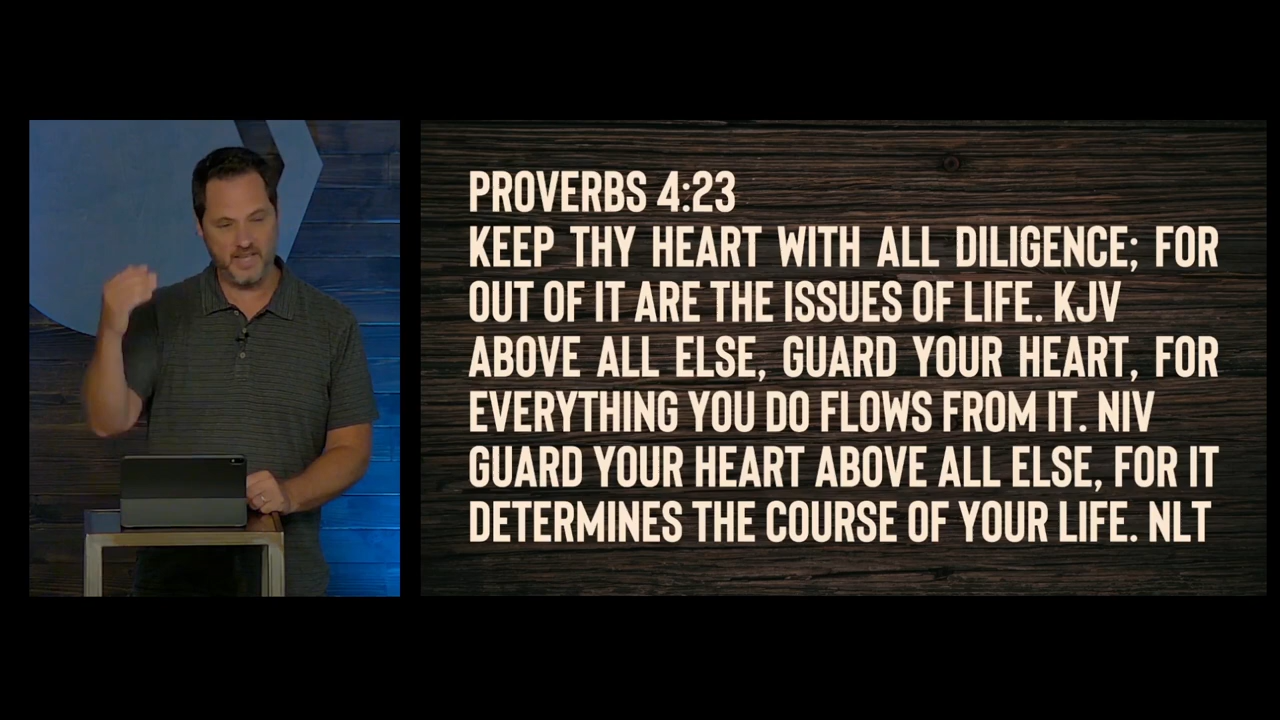 PROVERBS 4:23
KEEP THY HEART WITH ALL DILIGENCE; FOR
OUT OF IT ARE THE ISSUES OF LIFE. KJV
ABOVE ALL ELSE, GUARD YOUR HEART, FOR
EVERYTHING YOU DO FLOWS FROM IT. NIV
GUARD YOUR HEART ABOVE ALL ELSE, FOR IT
DETERMINES THE COURSE OF YOUR LIFE. NLT